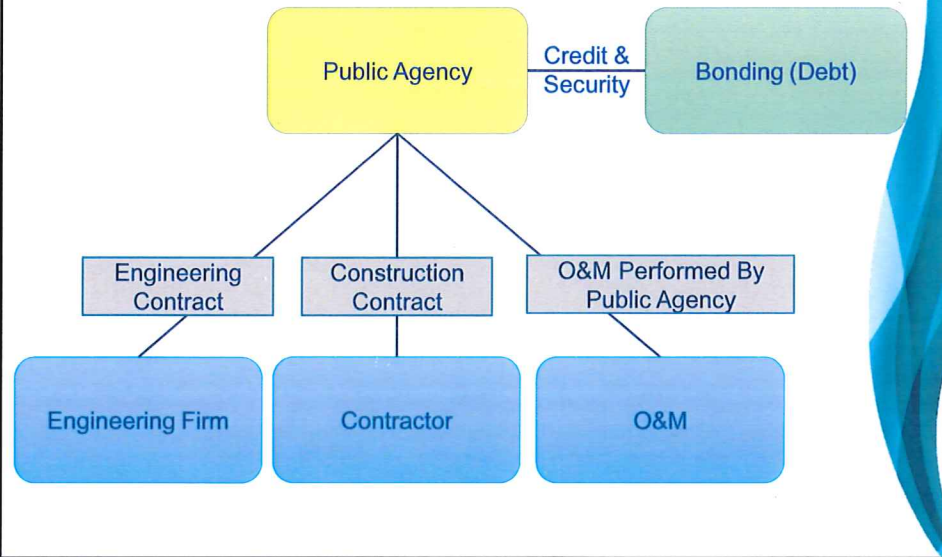 Public Agency
Credit &
Security
Bonding (Debt)
Engineering
Contract
Construction
Contract
O&M Performed By
Public Agency
Engineering Firm
Contractor
O&M